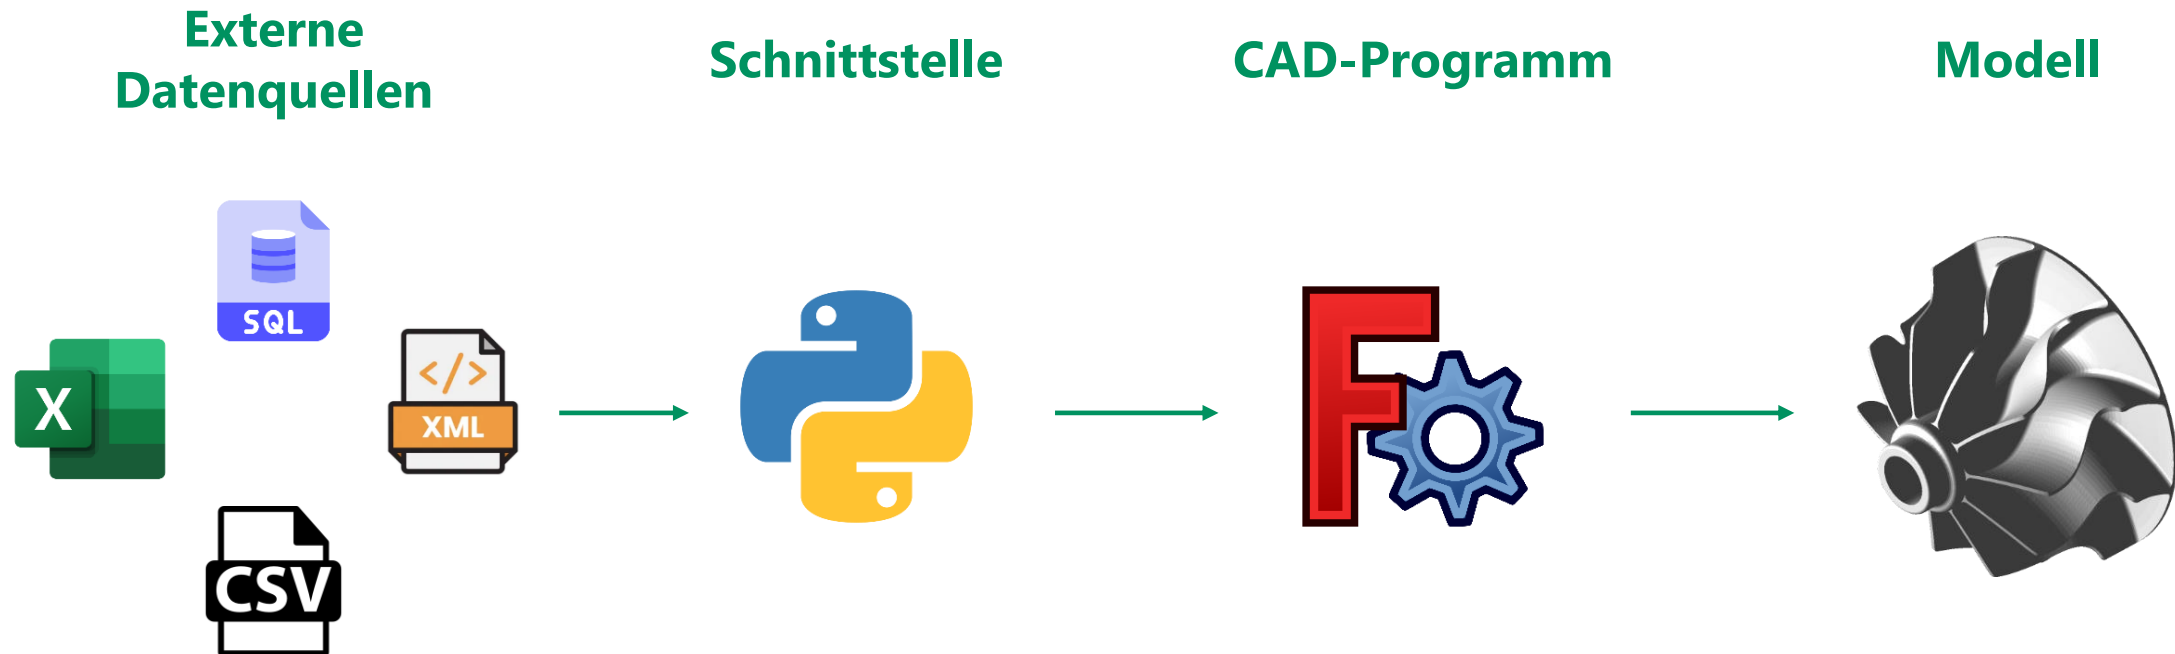 Externe
Datenquellen
Schnittstelle
CAD-Programm
Modell
SQL
X
XML
CSV
F